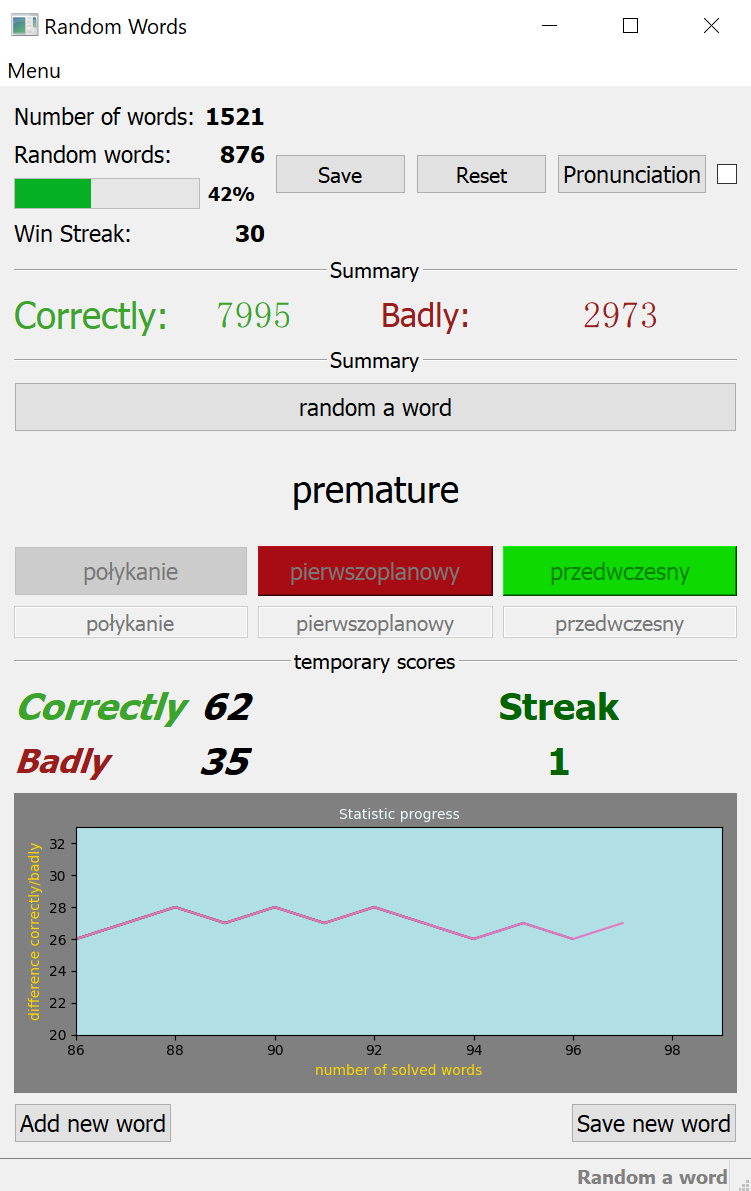 Random Words
Menu
Number of words: 1521
Random words: 876
Save
Reset
Pronunciation
42%
Win Streak: 30
Summary
Correctly: 7995 Badly: 2973
Summary
random a word
premature
połykanie pierwszoplanowy przedwczesny
połykanie pierwszoplanowy przedwczesny
temporary scores
Correctly 62 Streak
Badly 35 1
Statistic progress
difference correctly/badly
32
30
28
26
24
22
20
86 88 90 92 94 96 98
number of solved words
Add new word Save new word
Random a word